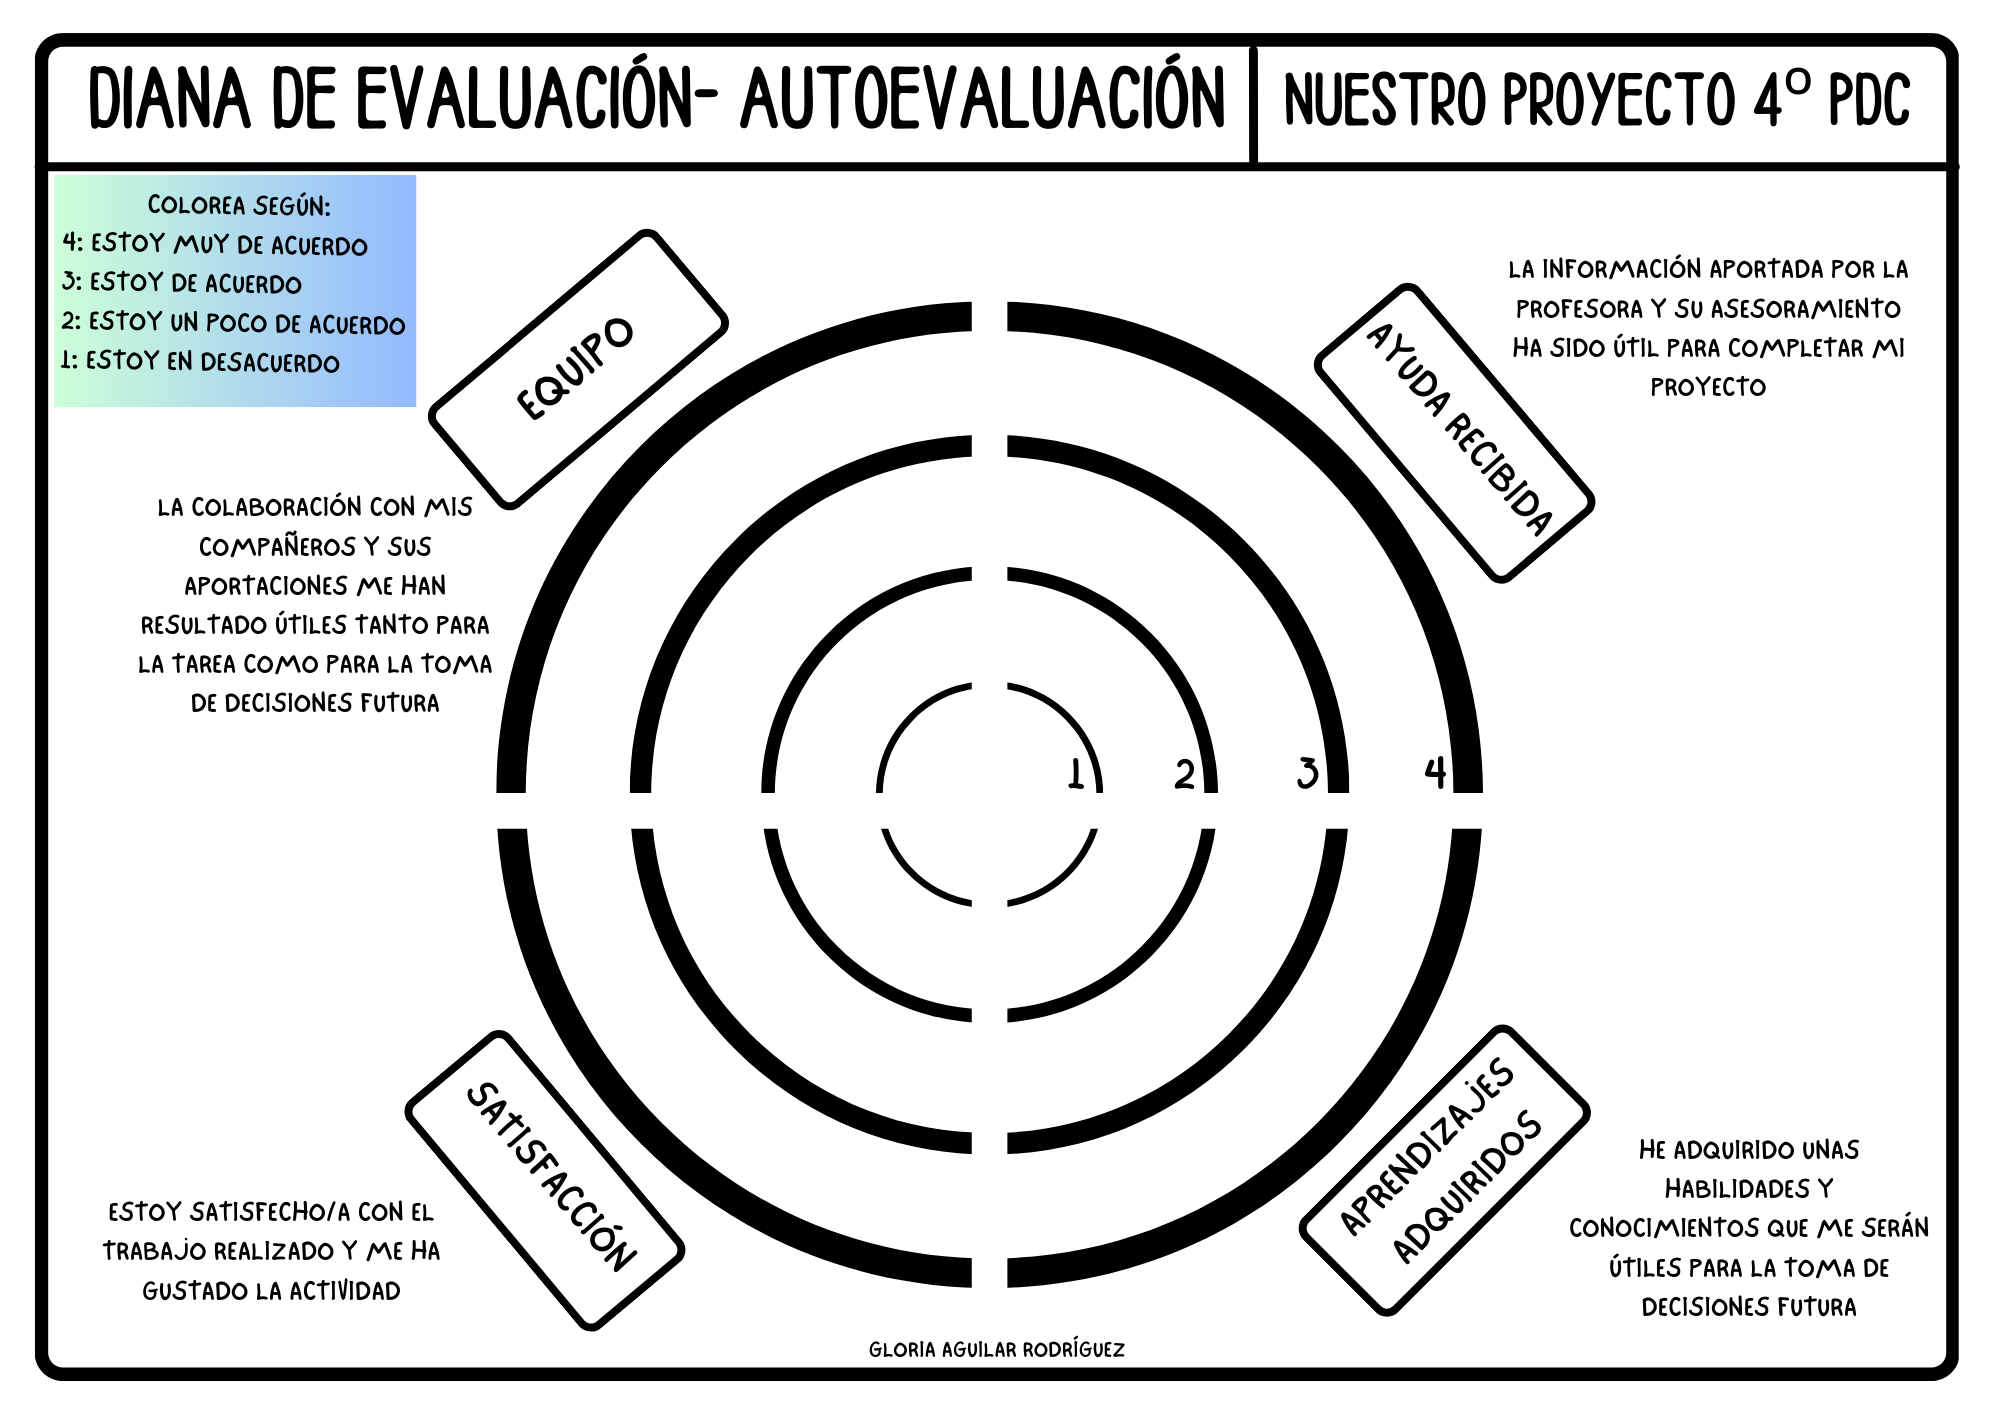 DIANA DE EVALUACIÓN- AUTOEVALUACIÓN
NUESTRO PROYECTO 4º PDC
COLOREA SEGÚN:
4: ESTOY MUY DE ACUERDO
3: ESTOY DE ACUERDO
2: ESTOY UN POCO DE ACUERDO
1: ESTOY EN DESACUERDO
EQUIPO
LA COLABORACIÓN CON MIS
COMPAÑEROS Y SUS
APORTACIONES ME HAN
RESULTADO ÚTILES TANTO PARA
LA TAREA COMO PARA LA TOMA
DE DECISIONES FUTURA
AYUDA RECIBIDA
LA INFORMACIÓN APORTADA POR LA
PROFESORA Y SU ASESORAMIENTO
HA SIDO ÚTIL PARA COMPLETAR MI
PROYECTO
1 2 3 4
SATISFACCIÓN
ESTOY SATISFECHO/A CON EL
TRABAJO REALIZADO Y ME HA
GUSTADO LA ACTIVIDAD
APRENDIZAJES
ADQUIRIDOS
HE ADQUIRIDO UNAS
HABILIDADES Y
CONOCIMIENTOS QUE ME SERÁN
ÚTILES PARA LA TOMA DE
DECISIONES FUTURA
GLORIA AGUILAR RODRÍGUEZ